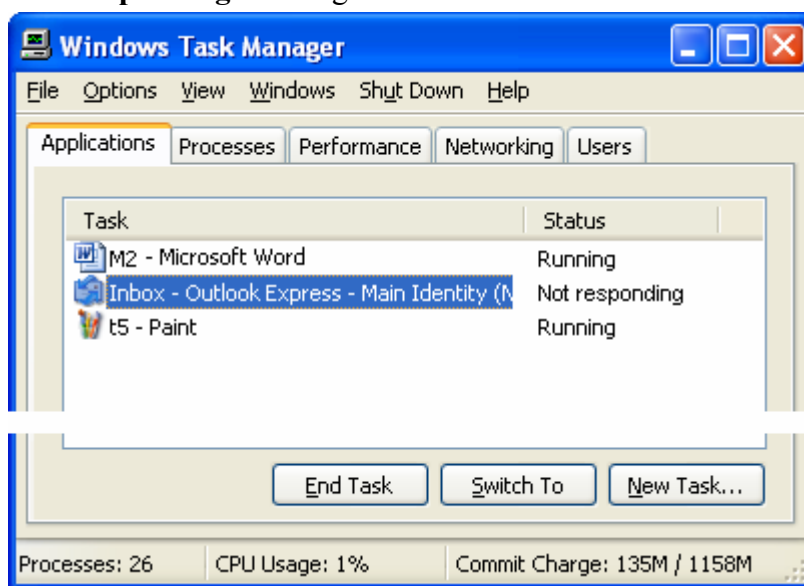 Windows Task Manager
File Options View Windows Shut Down Help
Applications Processes Performance Networking Users
Task Status
M2 - Microsoft Word Running
Inbox - Outlook Express - Main Identity (N Not responding
t5 - Paint Running
End Task Switch To New Task...
Processes: 26 CPU Usage: 1% Commit Charge: 135M / 1158M